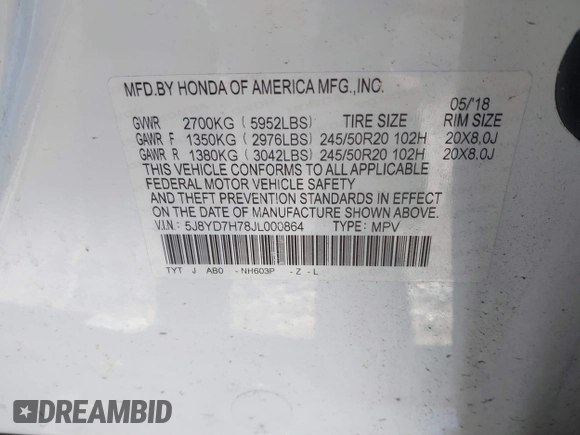 MFD.BY HONDA OF AMERICA MFG.,INC.
05/'18
GVWR 2700KG ( 5952LBS) TIRE SIZE RIM SIZE
GAWR F 1350KG ( 2976LBS) 245/50R20 102H 20X8.0J
GAWR R 1380KG ( 3042LBS) 245/50R20 102H 20X8.0J
THIS VEHICLE CONFORMS TO ALL APPLICABLE
FEDERAL MOTOR VEHICLE SAFETY
AND THEFT PREVENTION STANDARDS IN EFFECT
ON THE DATE OF MANUFACTURE SHOWN ABOVE.
V.I.N.: 5J8YD7H78JL000864 TYPE: MPV
TYT J AB0 -NH603P -Z -L
DREAMBID